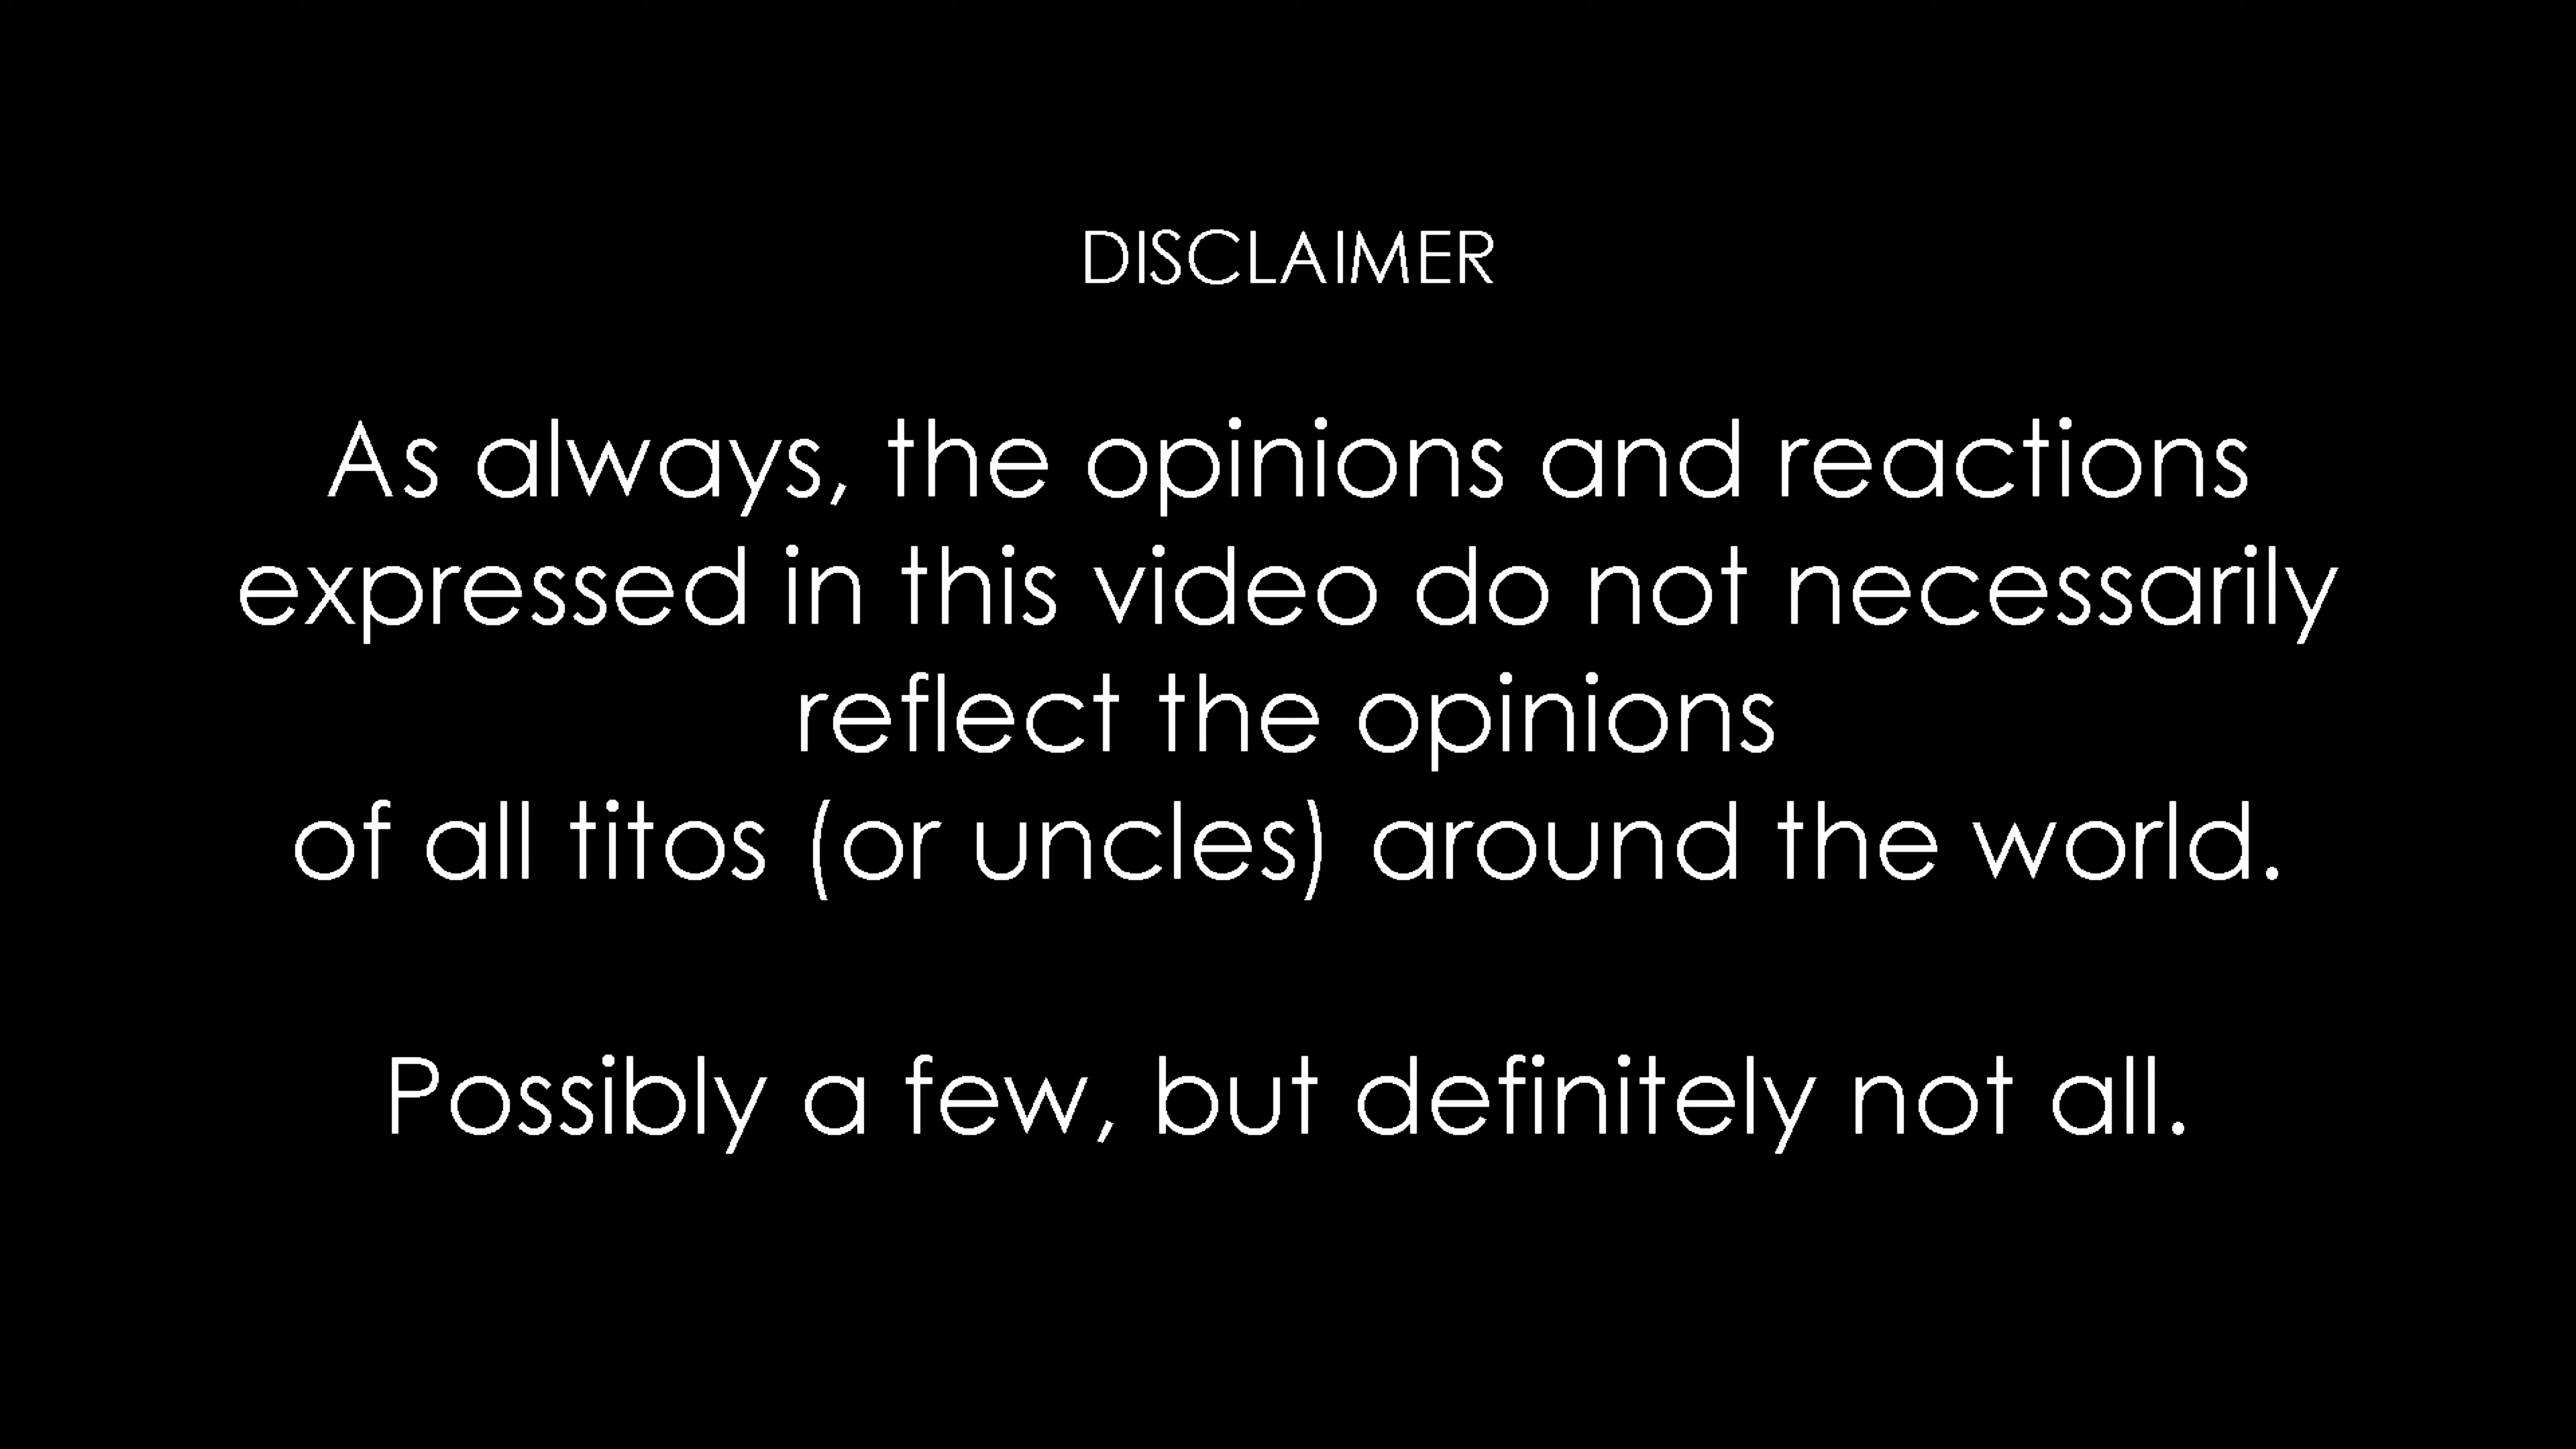 DISCLAIMER
As always, the opinions and reactions
expressed in this video do not necessarily
reflect the opinions
of all titos (or uncles) around the world.
Possibly a few, but definitely not all.